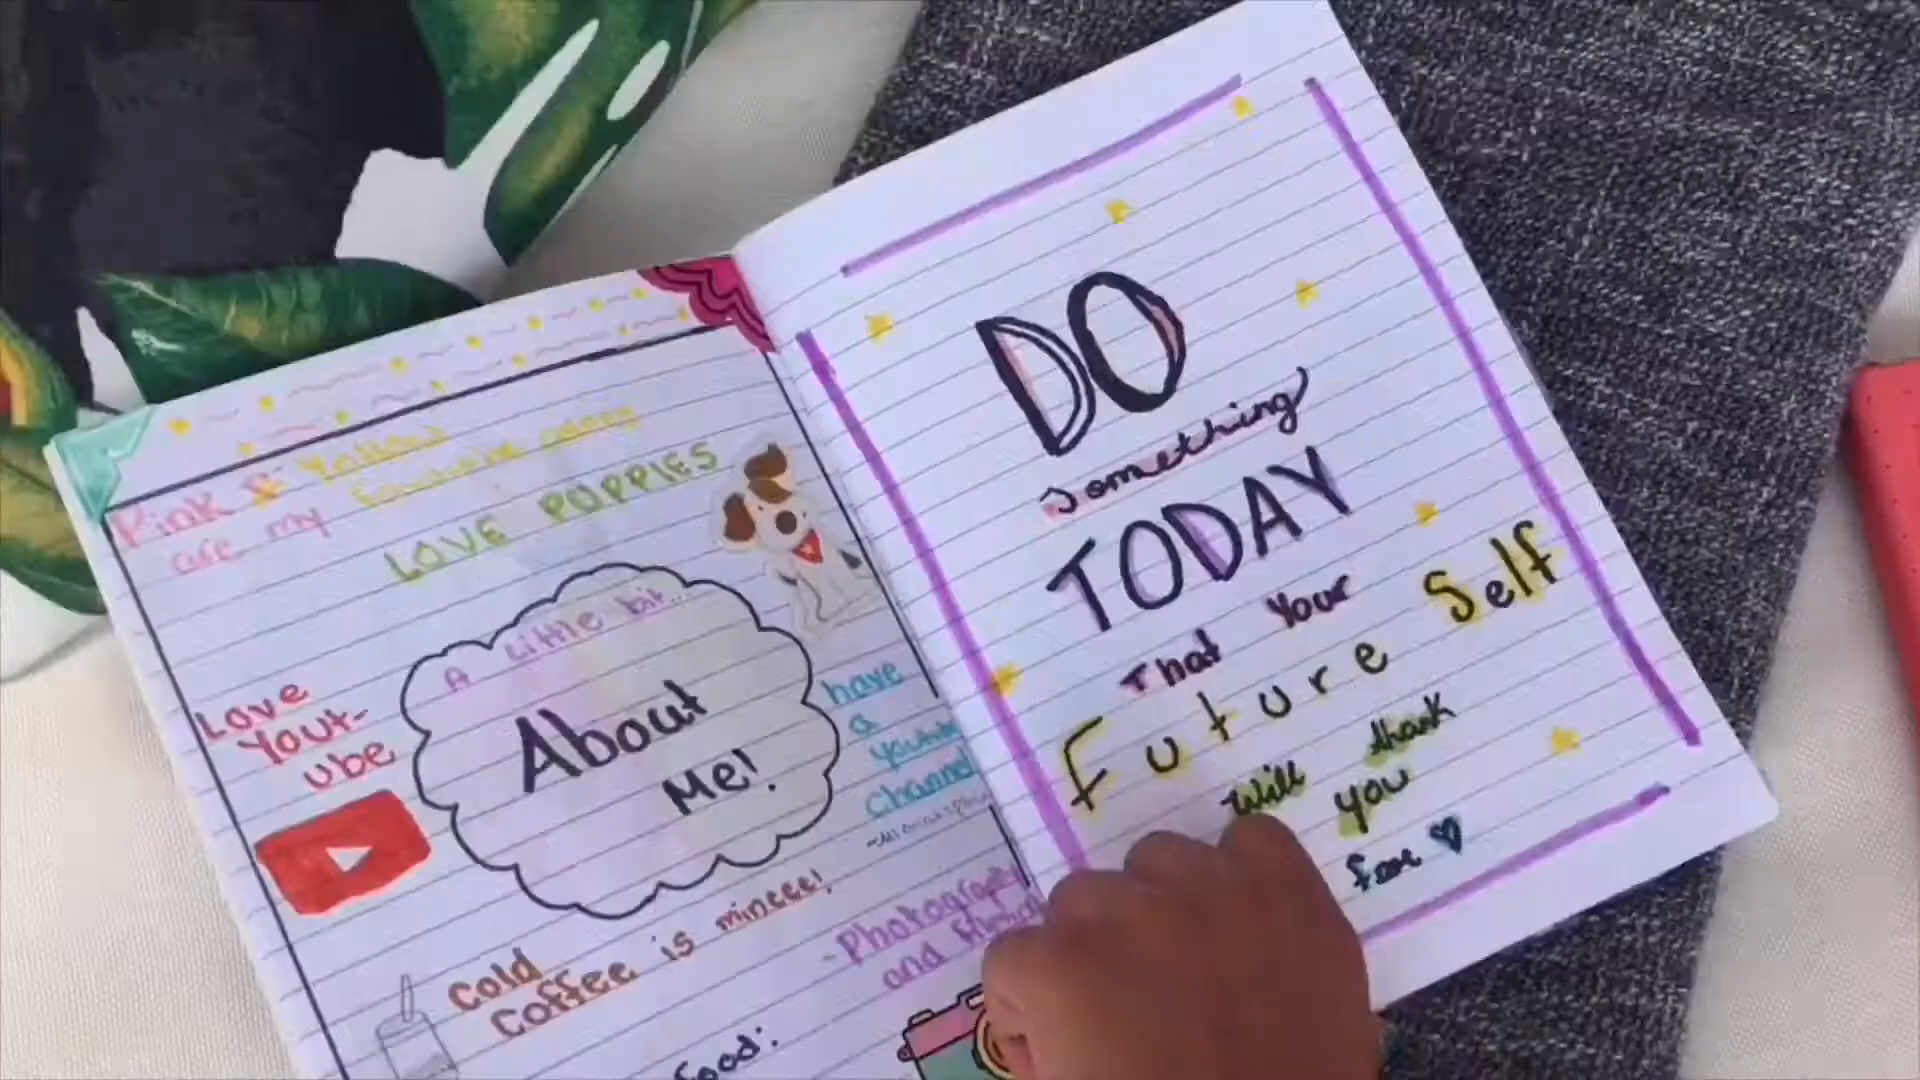 Pink & Yellow
are my favourite colors
LOVE PUPPIES
A little bit...
About
Me!
Love
Yout-
ube
have
a
youtube
channel
Cold
Coffee is mineee!
-Photography
and
food:
DO
something
TODAY
That Your
Future Self
will thank
you
for